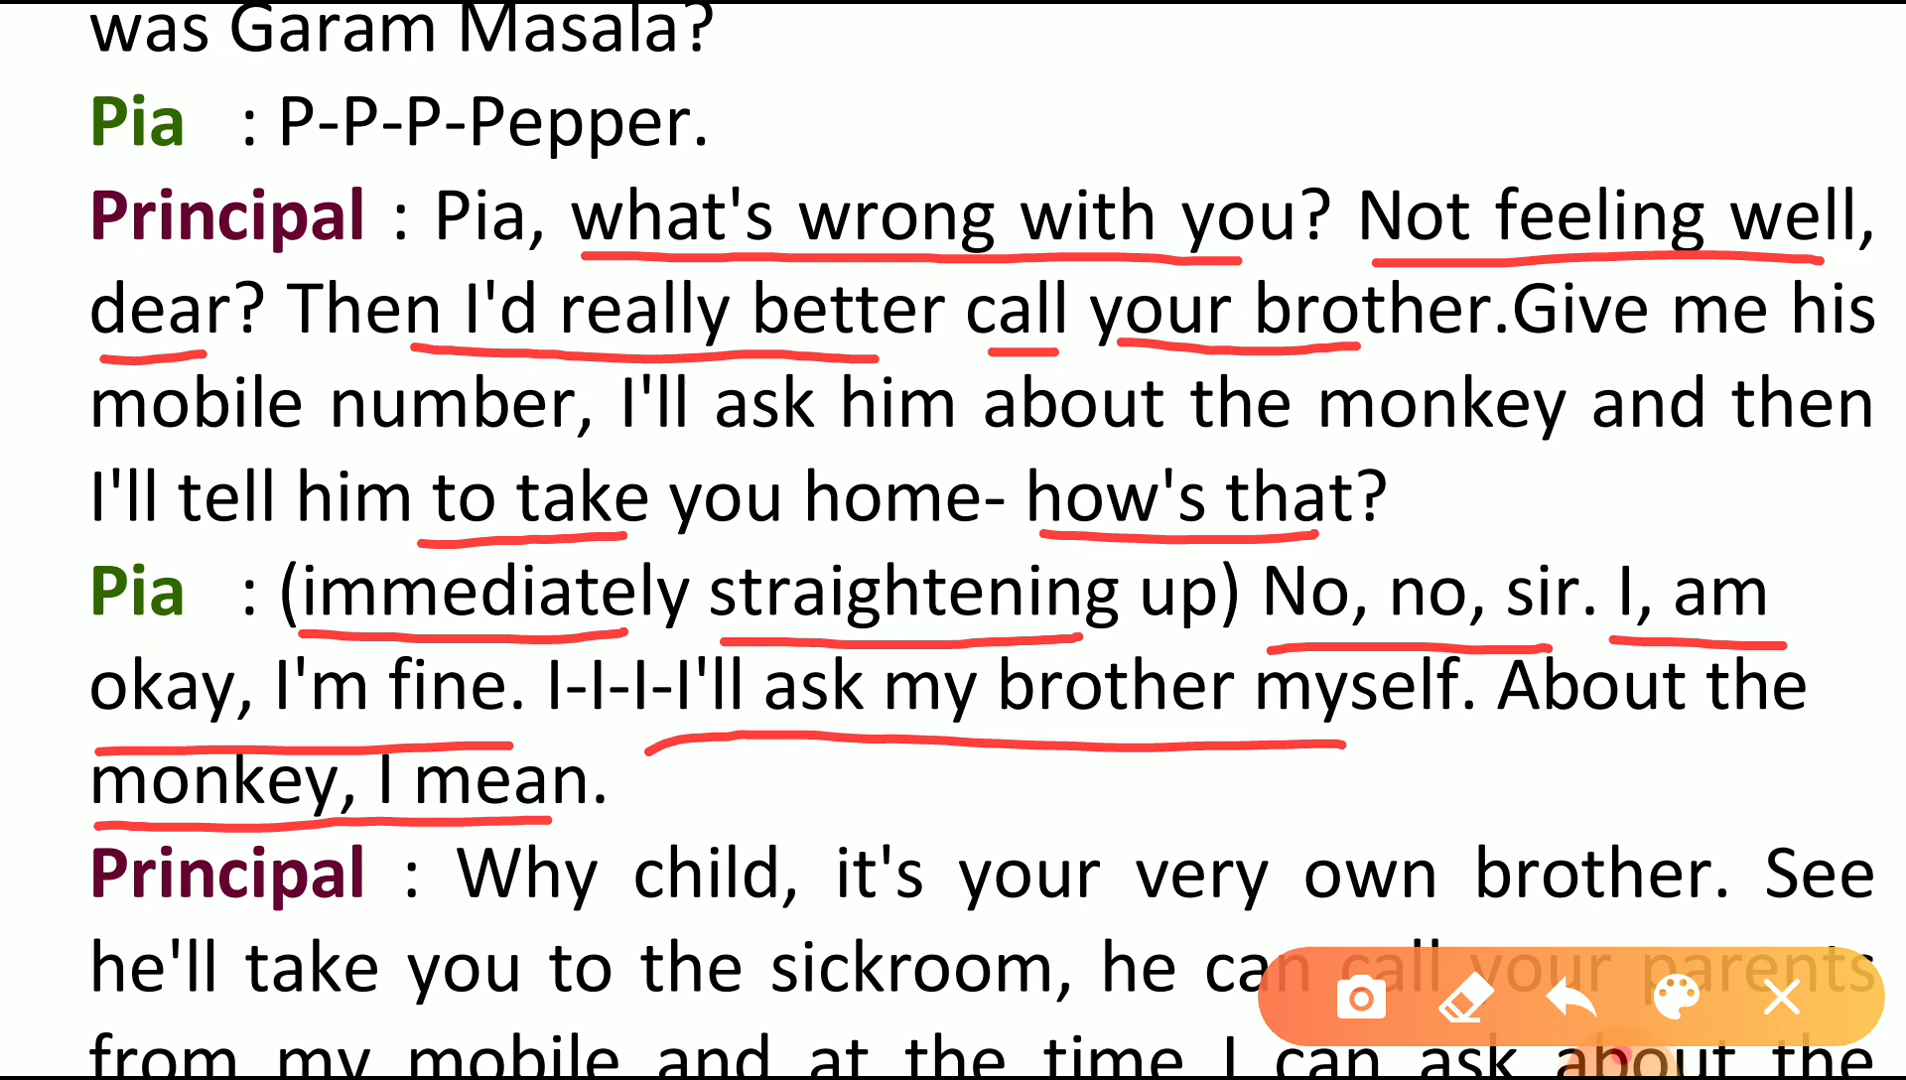 was Garam Masala?
Pia : P-P-P-Pepper.
Principal : Pia, what's wrong with you? Not feeling well,
dear? Then I'd really better call your brother.Give me his
mobile number, I'll ask him about the monkey and then
I'll tell him to take you home- how's that?
Pia : (immediately straightening up) No, no, sir. I, am
okay, I'm fine. I-I-I-I'll ask my brother myself. About the
monkey, I mean.
Principal : Why child, it's your very own brother. See
he'll take you to the sickroom, he can call your parents
from my mobile and at the time I can ask about the